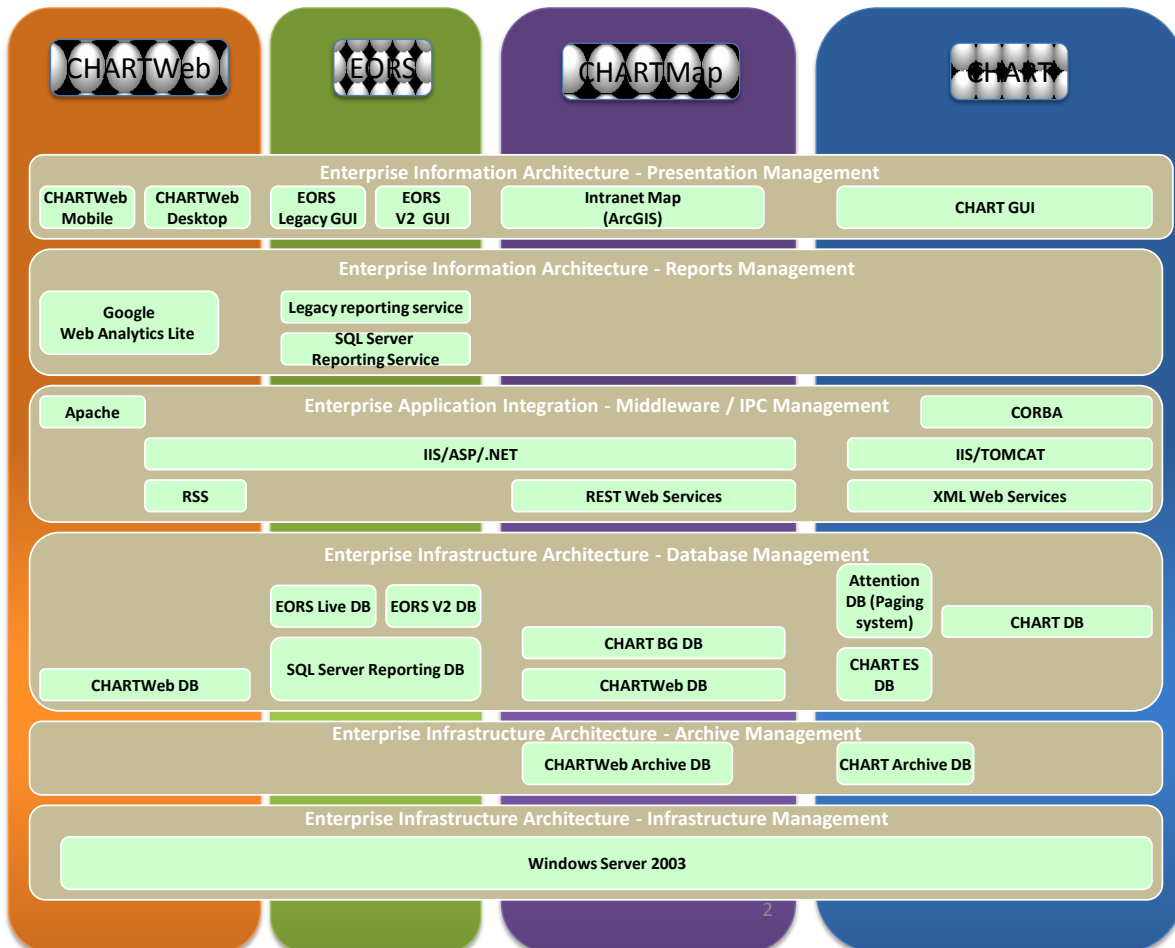 CHARTWeb
EORS
CHARTMap
CHART
Enterprise Information Architecture - Presentation Management
CHARTWeb
Mobile
CHARTWeb
Desktop
EORS
Legacy GUI
EORS
V2  GUI
Intranet Map
(ArcGIS)
CHART GUI
Enterprise Information Architecture - Reports Management
Google
Web Analytics Lite
Legacy reporting service
SQL Server
Reporting Service
Enterprise Application Integration - Middleware / IPC Management
Apache
CORBA
IIS/ASP/.NET
IIS/TOMCAT
RSS
REST Web Services
XML Web Services
Enterprise Infrastructure Architecture - Database Management
EORS Live DB
EORS V2 DB
Attention
DB (Paging
system)
CHART DB
CHART BG DB
SQL Server Reporting DB
CHART ES
DB
CHARTWeb DB
CHARTWeb DB
Enterprise Infrastructure Architecture - Archive Management
CHARTWeb Archive DB
CHART Archive DB
Enterprise Infrastructure Architecture - Infrastructure Management
Windows Server 2003
2